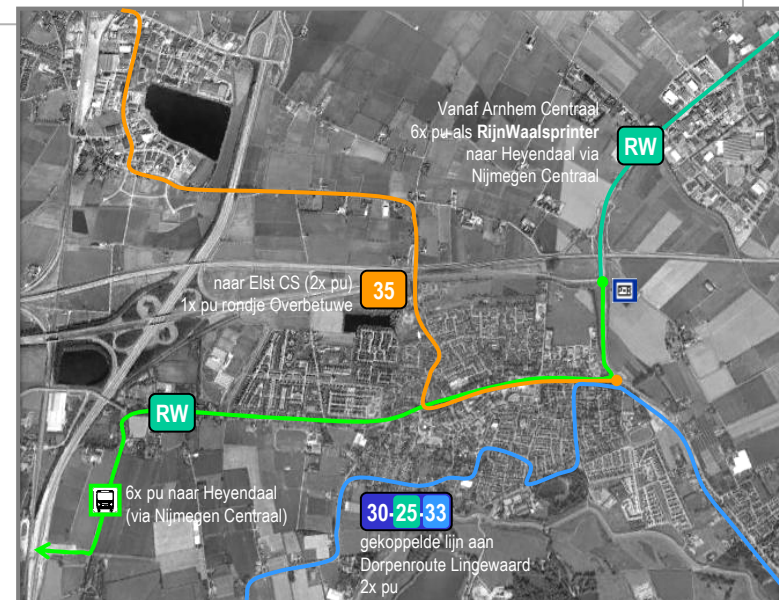 Vanaf Arnhem Centraal
6x pu als RijnWaalsprinter
naar Heyendaal via
Nijmegen Centraal
RW
naar Elst CS (2x pu)
1x pu rondje Overbetuwe
35
RW
6x pu naar Heyendaal
(via Nijmegen Centraal)
30-25-33
gekoppelde lijn aan
Dorpenroute Lingewaard
2x pu